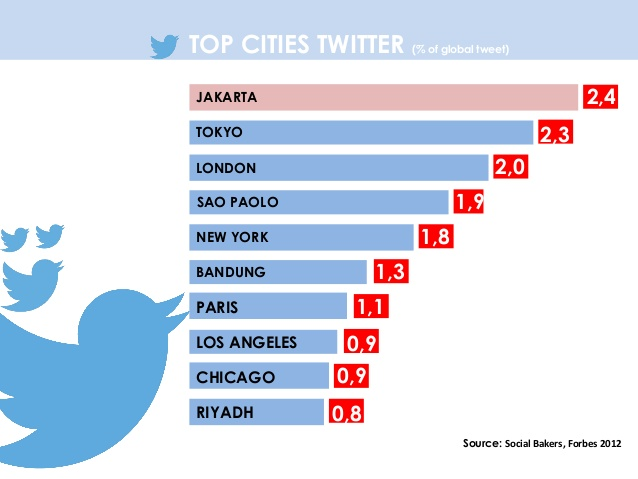 TOP CITIES TWITTER (% of global tweet)
JAKARTA 2,4
TOKYO 2,3
LONDON 2,0
SAO PAOLO 1,9
NEW YORK 1,8
BANDUNG 1,3
PARIS 1,1
LOS ANGELES 0,9
CHICAGO 0,9
RIYADH 0,8
Source: Social Bakers, Forbes 2012